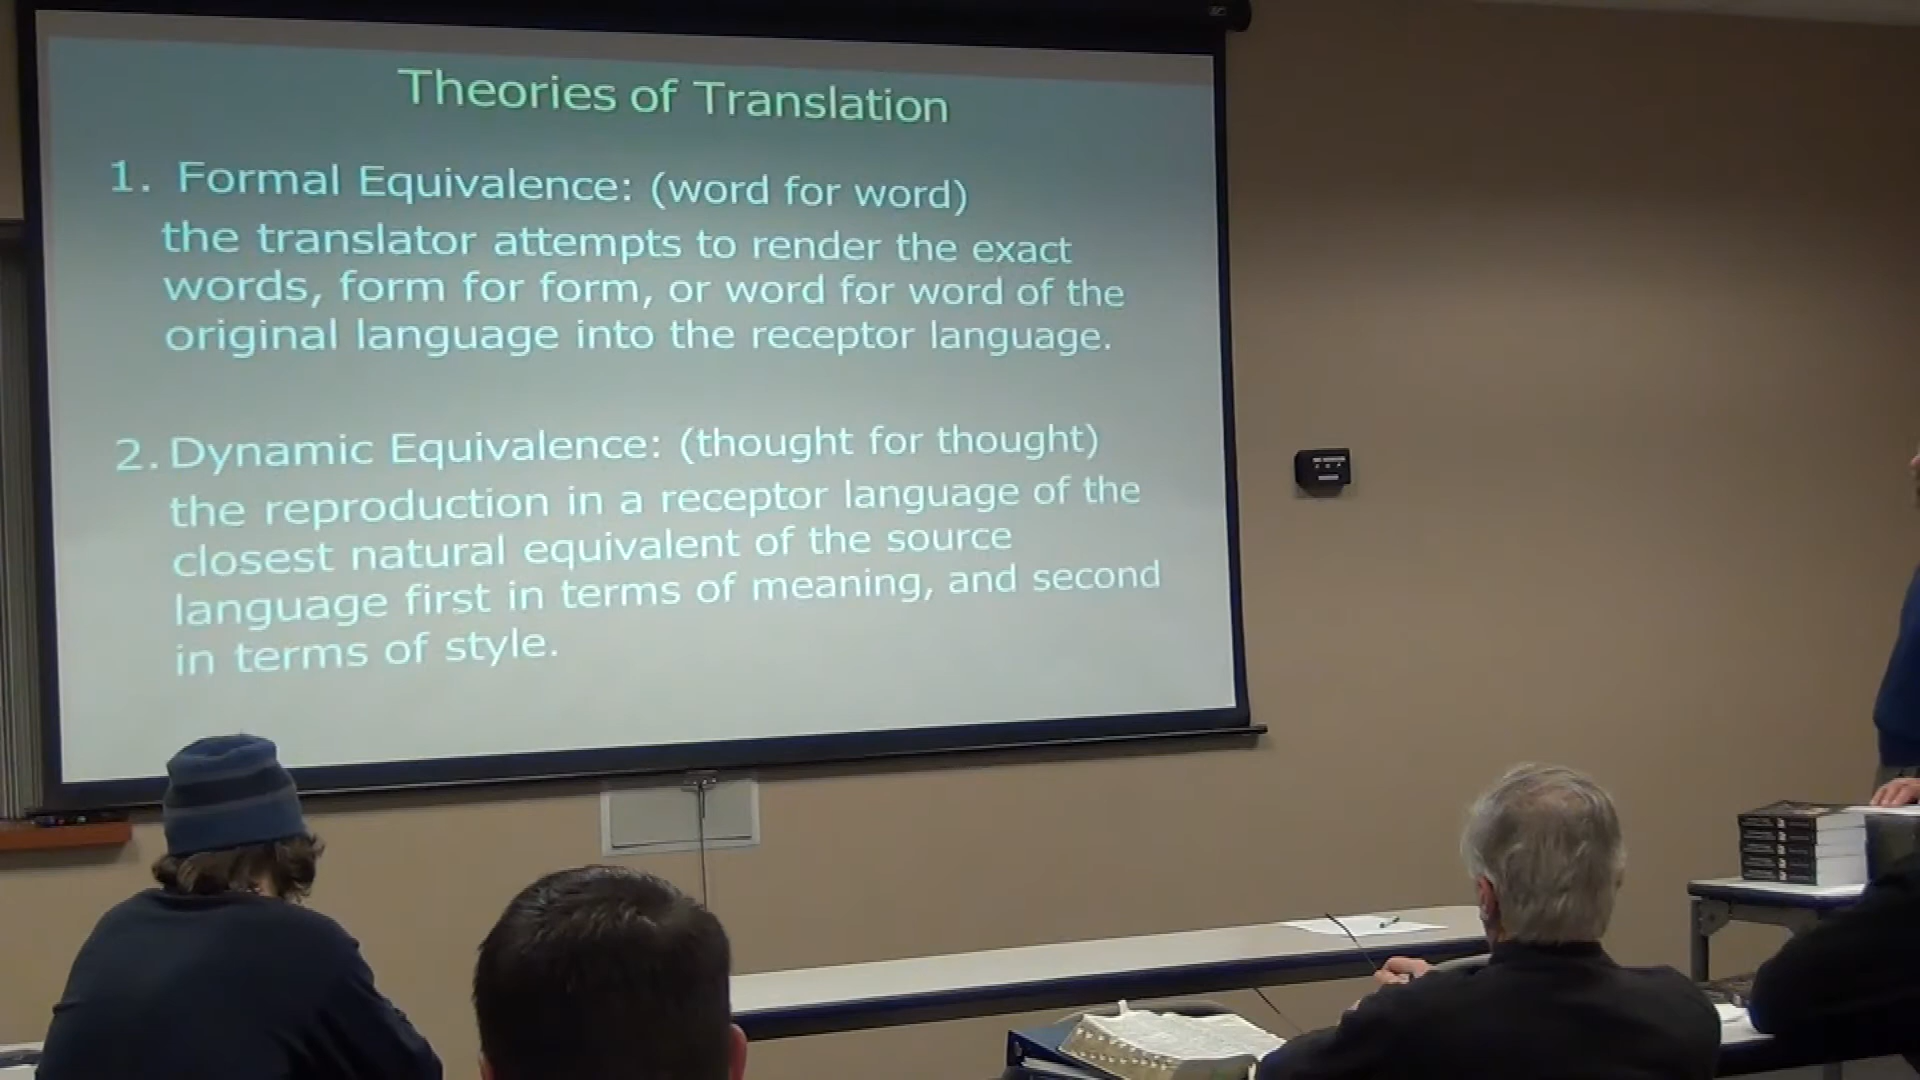 Theories of Translation
1. Formal Equivalence: (word for word)
the translator attempts to render the exact
words, form for form, or word for word of the
original language into the receptor language.
2. Dynamic Equivalence: (thought for thought)
the reproduction in a receptor language of the
closest natural equivalent of the source
language first in terms of meaning, and second
in terms of style.